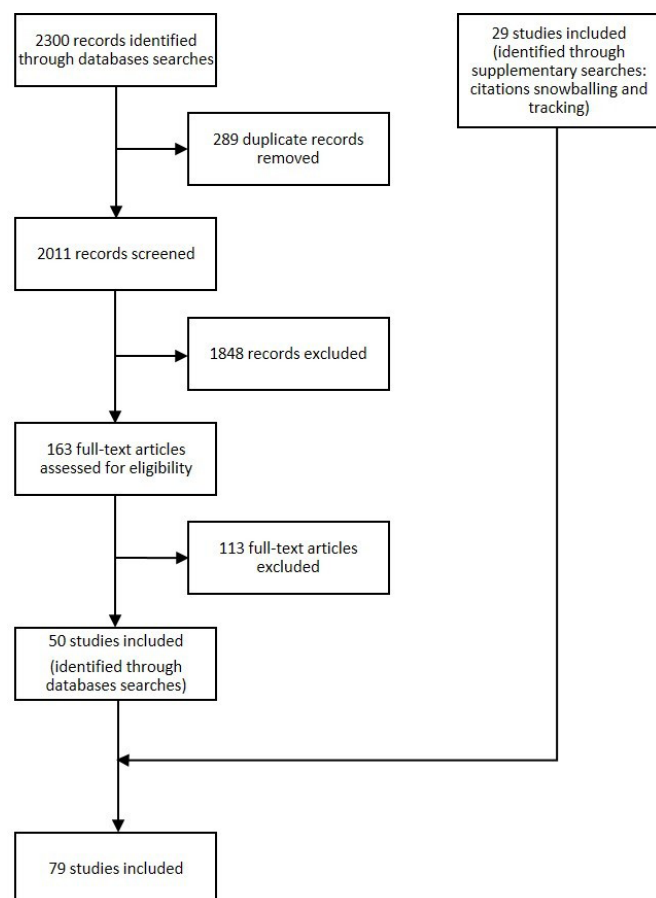 2300 records identified
through databases searches
29 studies included
(identified through
supplementary searches:
citations snowballing and
tracking)
289 duplicate records
removed
2011 records screened
1848 records excluded
163 full-text articles
assessed for eligibility
113 full-text articles
excluded
50 studies included
(identified through
databases searches)
79 studies included